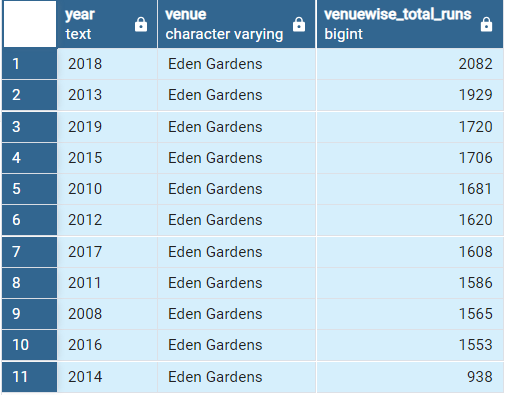 year venue venuewise_total_runs
text character varying bigint
1 2018 Eden Gardens 2082
2 2013 Eden Gardens 1929
3 2019 Eden Gardens 1720
4 2015 Eden Gardens 1706
5 2010 Eden Gardens 1681
6 2012 Eden Gardens 1620
7 2017 Eden Gardens 1608
8 2011 Eden Gardens 1586
9 2008 Eden Gardens 1565
10 2016 Eden Gardens 1553
11 2014 Eden Gardens 938